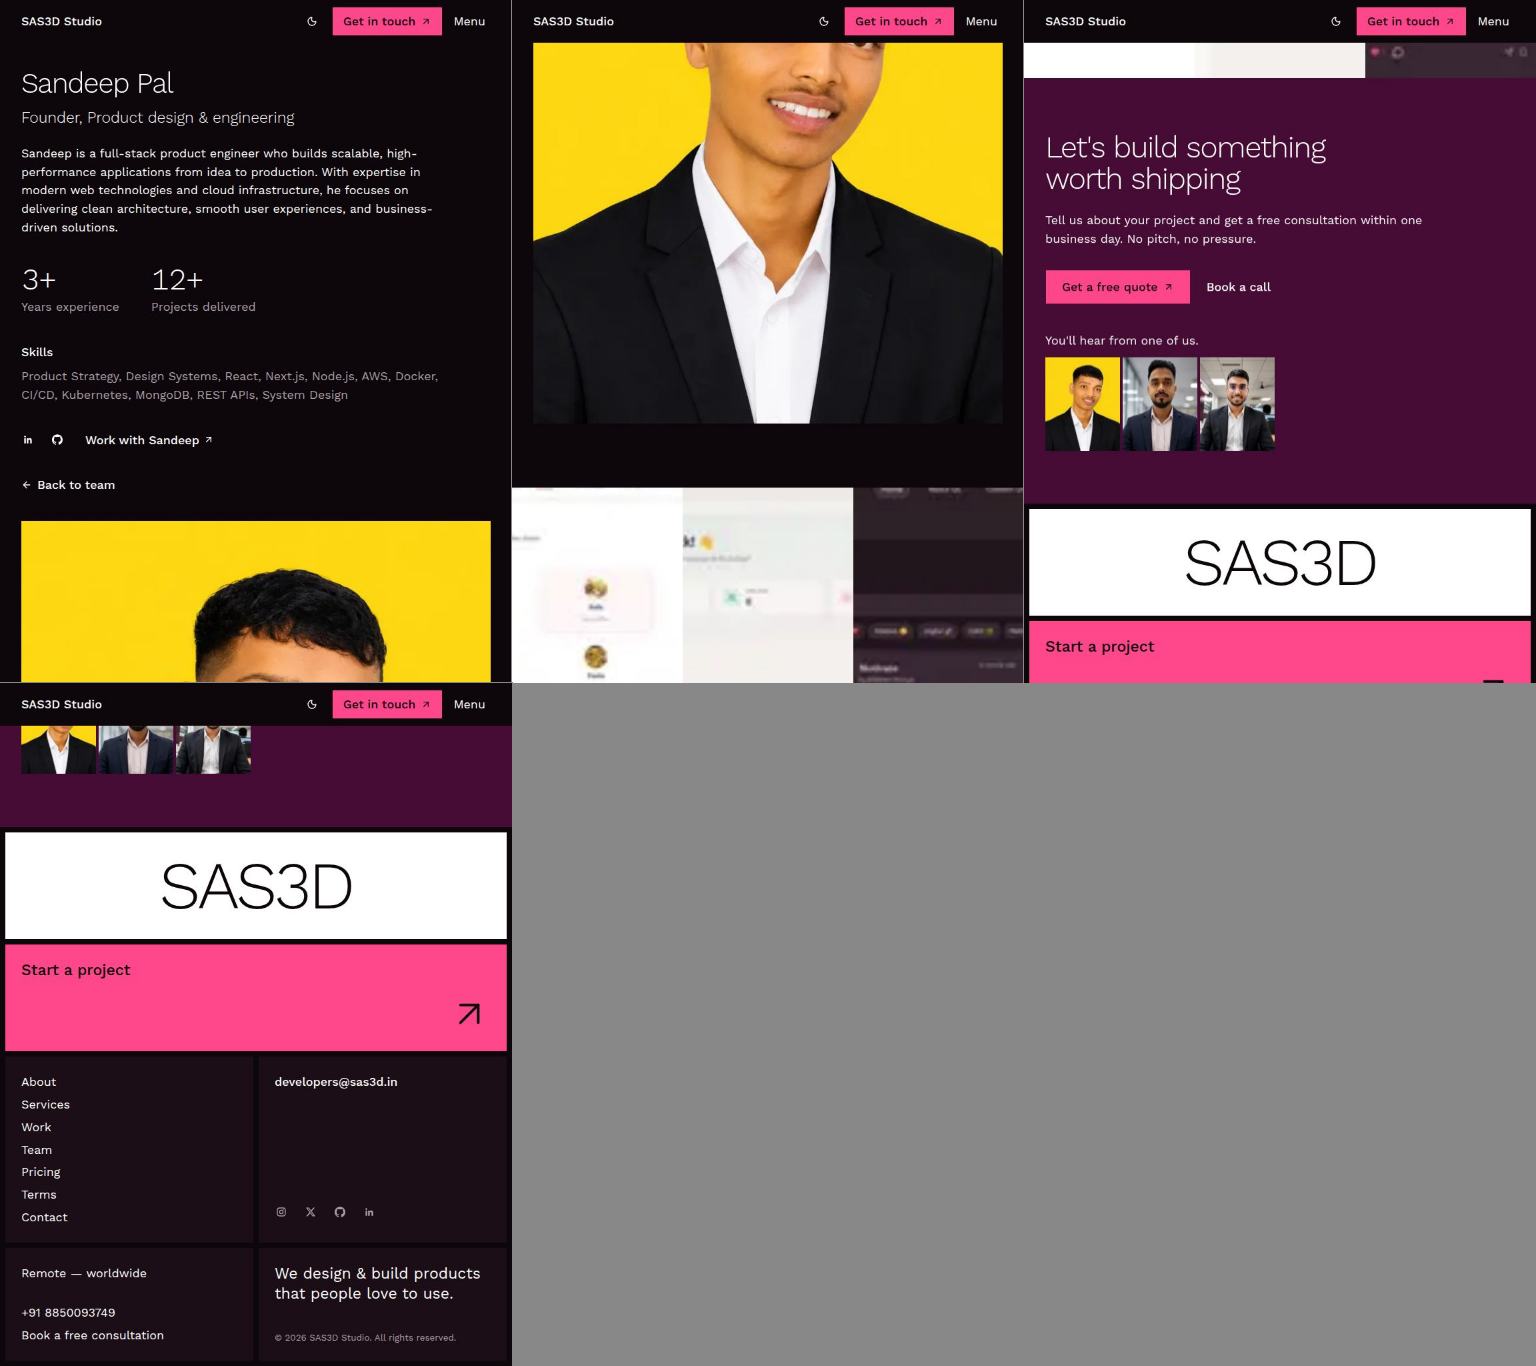 SAS3D Studio
Get in touch
Menu
Sandeep Pal
Founder, Product design & engineering
Sandeep is a full-stack product engineer who builds scalable, high-
performance applications from idea to production. With expertise in
modern web technologies and cloud infrastructure, he focuses on
delivering clean architecture, smooth user experiences, and business-
driven solutions.
3+
12+
Years experience
Projects delivered
Skills
Product Strategy, Design Systems, React, Next.js, Node.js, AWS, Docker,
CI/CD, Kubernetes, MongoDB, REST APIs, System Design
in
Work with Sandeep
Back to team
SAS3D Studio
Get in touch
Menu
SAS3D Studio
Get in touch
Menu
Let's build something
worth shipping
Tell us about your project and get a free consultation within one
business day. No pitch, no pressure.
Get a free quote
Book a call
You'll hear from one of us.
SAS3D
Start a project
SAS3D Studio
Get in touch
Menu
SAS3D
Start a project
About
Services
Work
Team
Pricing
Terms
Contact
developers@sas3d.in
in
Remote — worldwide
+91 8850093749
Book a free consultation
We design & build products
that people love to use.
© 2026 SAS3D Studio. All rights reserved.